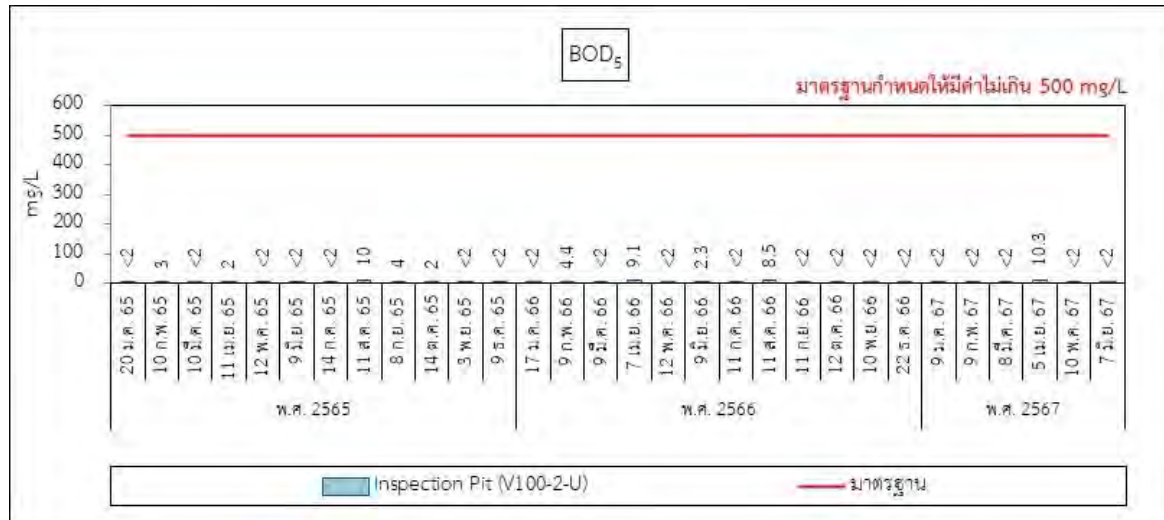 BOD5
มาตรฐานกำหนดให้มีค่าไม่เกิน 500 mg/L
mg/L
600
500
400
300
200
100
0
<2 3 <2 2 <2 <2 <2 10 4 2 <2 <2 <2 4.4 <2 9.1 <2 2.3 <2 8.5 <2 <2 <2 <2 <2 <2 <2 10.3 <2 <2
20 ม.ค. 65
10 ก.พ. 65
10 มี.ค. 65
11 เม.ย. 65
12 พ.ค. 65
9 มิ.ย. 65
14 ก.ค. 65
11 ส.ค. 65
8 ก.ย. 65
14 ต.ค. 65
3 พ.ย. 65
9 ธ.ค. 65
17 ม.ค. 66
9 ก.พ. 66
9 มี.ค. 66
7 เม.ย. 66
12 พ.ค. 66
9 มิ.ย. 66
11 ก.ค. 66
11 ส.ค. 66
11 ก.ย. 66
12 ต.ค. 66
10 พ.ย. 66
22 ธ.ค. 66
9 ม.ค. 67
9 ก.พ. 67
8 มี.ค. 67
5 เม.ย. 67
10 พ.ค. 67
7 มิ.ย. 67
พ.ศ. 2565 พ.ศ. 2566 พ.ศ. 2567
Inspection Pit (V100-2-U) มาตรฐาน